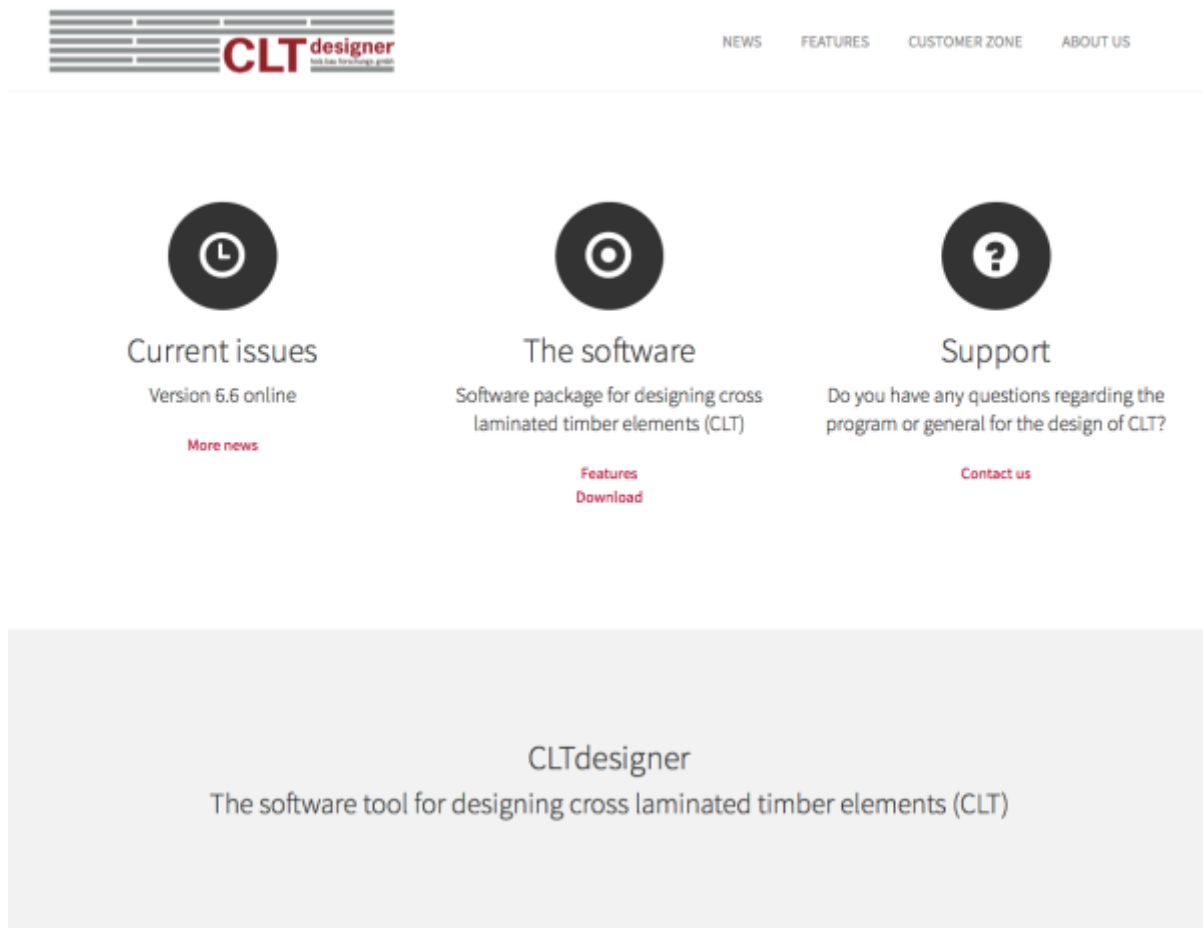 CLT designer
holz.bau forschungs gmbh
NEWS FEATURES CUSTOMER ZONE ABOUT US
Current issues
Version 6.6 online
More news
The software
Software package for designing cross
laminated timber elements (CLT)
Features
Download
Support
Do you have any questions regarding the
program or general for the design of CLT?
Contact us
CLTdesigner
The software tool for designing cross laminated timber elements (CLT)